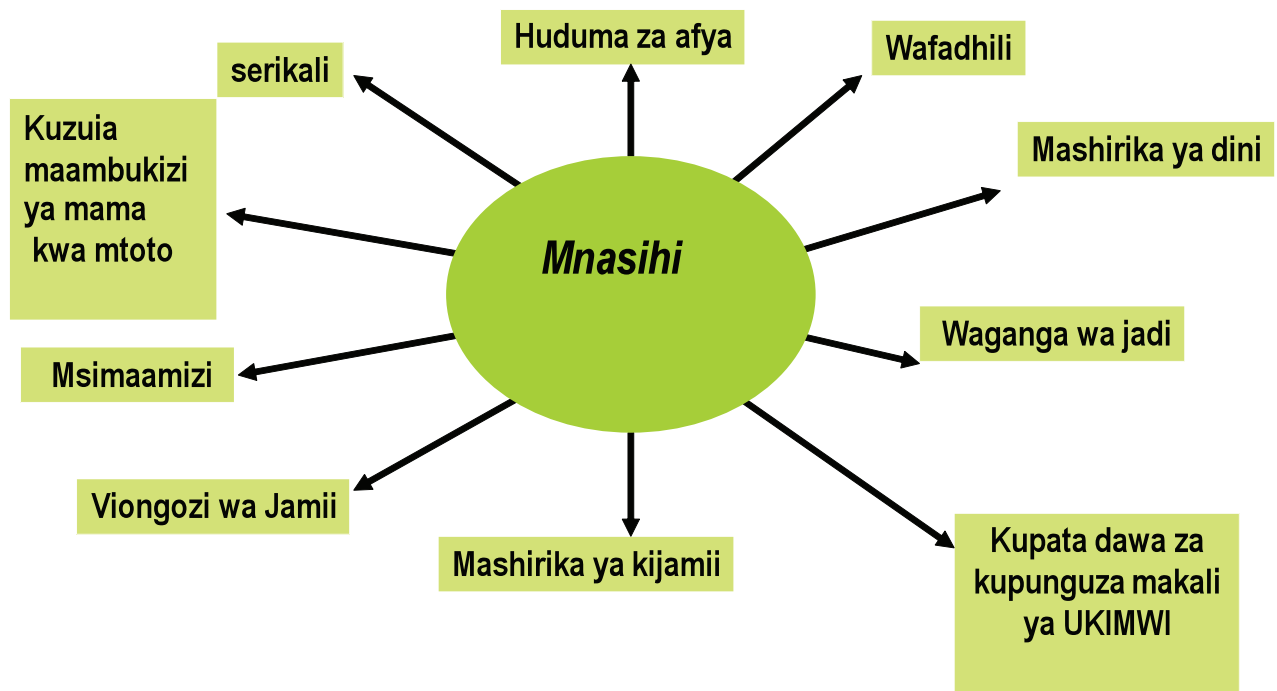 Huduma za afya
Wafadhili
serikali
Kuzuia
maambukizi
ya mama
kwa mtoto
Mashirika ya dini
Mnasihi
Waganga wa jadi
Msimaamizi
Viongozi wa Jamii
Mashirika ya kijamii
Kupata dawa za
kupunguza makali
ya UKIMWI